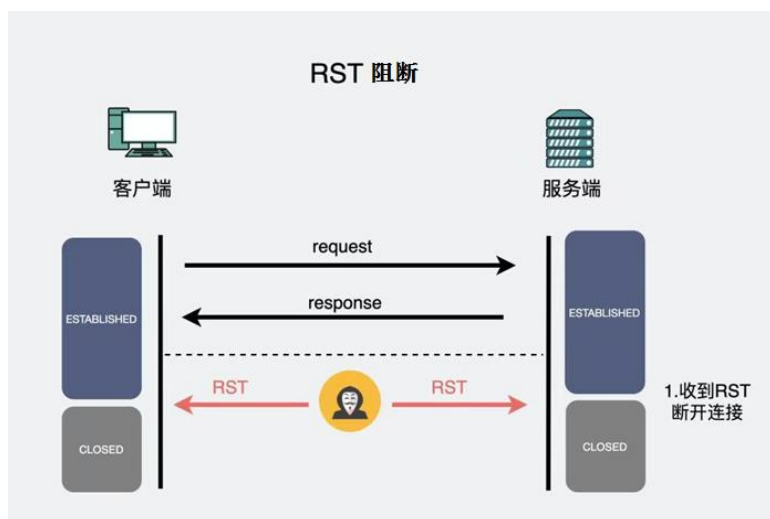 RST 阻断
客户端
服务端
request
response
ESTABLISHED
ESTABLISHED
RST
RST
1.收到RST
断开连接
CLOSED
CLOSED